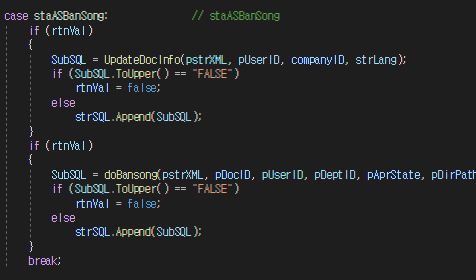 case staASBanSong: // staASBanSong
if (rtnVal)
{
SubSQL = UpdateDocInfo(pstrXML, pUserID, companyID, strLang);
if (SubSQL.ToUpper() == "FALSE")
rtnVal = false;
else
strSQL.Append(SubSQL);
}
if (rtnVal)
{
SubSQL = doBansong(pstrXML, pDocID, pUserID, pDeptID, pAprState, pDirPath
if (SubSQL.ToUpper() == "FALSE")
rtnVal = false;
else
strSQL.Append(SubSQL);
}
break;